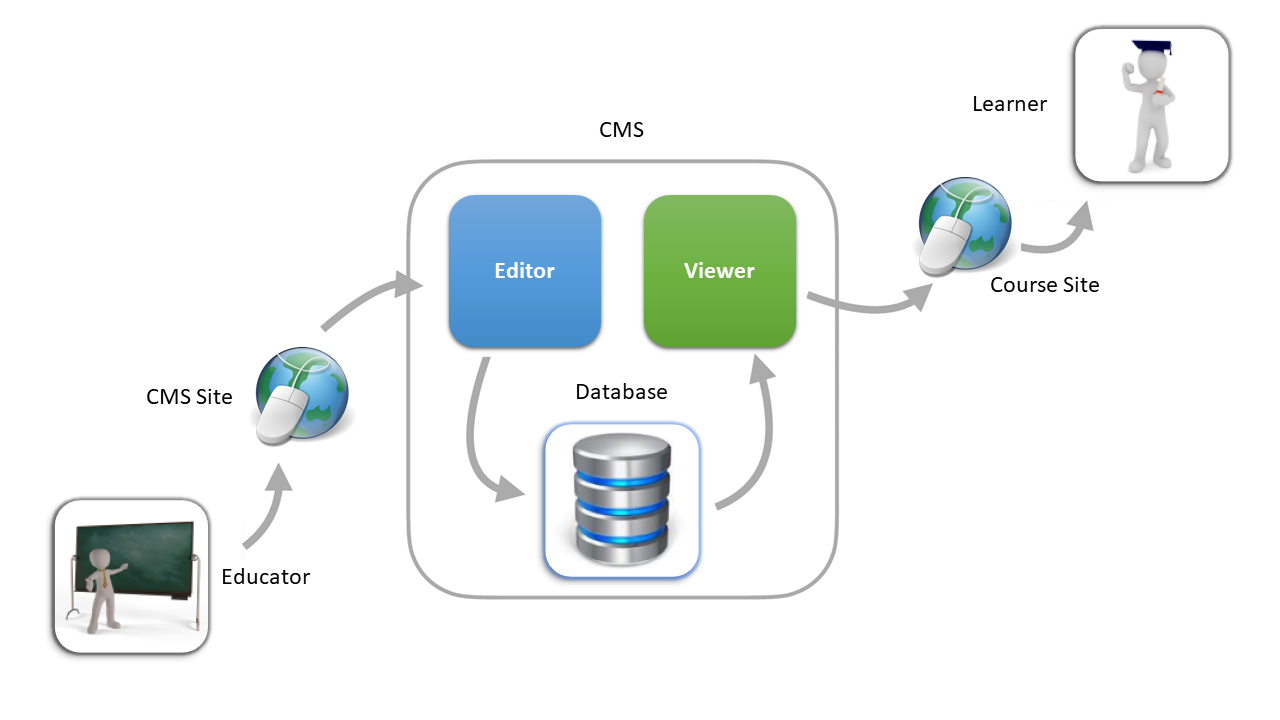 Learner
CMS
Editor
Viewer
Course Site
Database
CMS Site
Educator